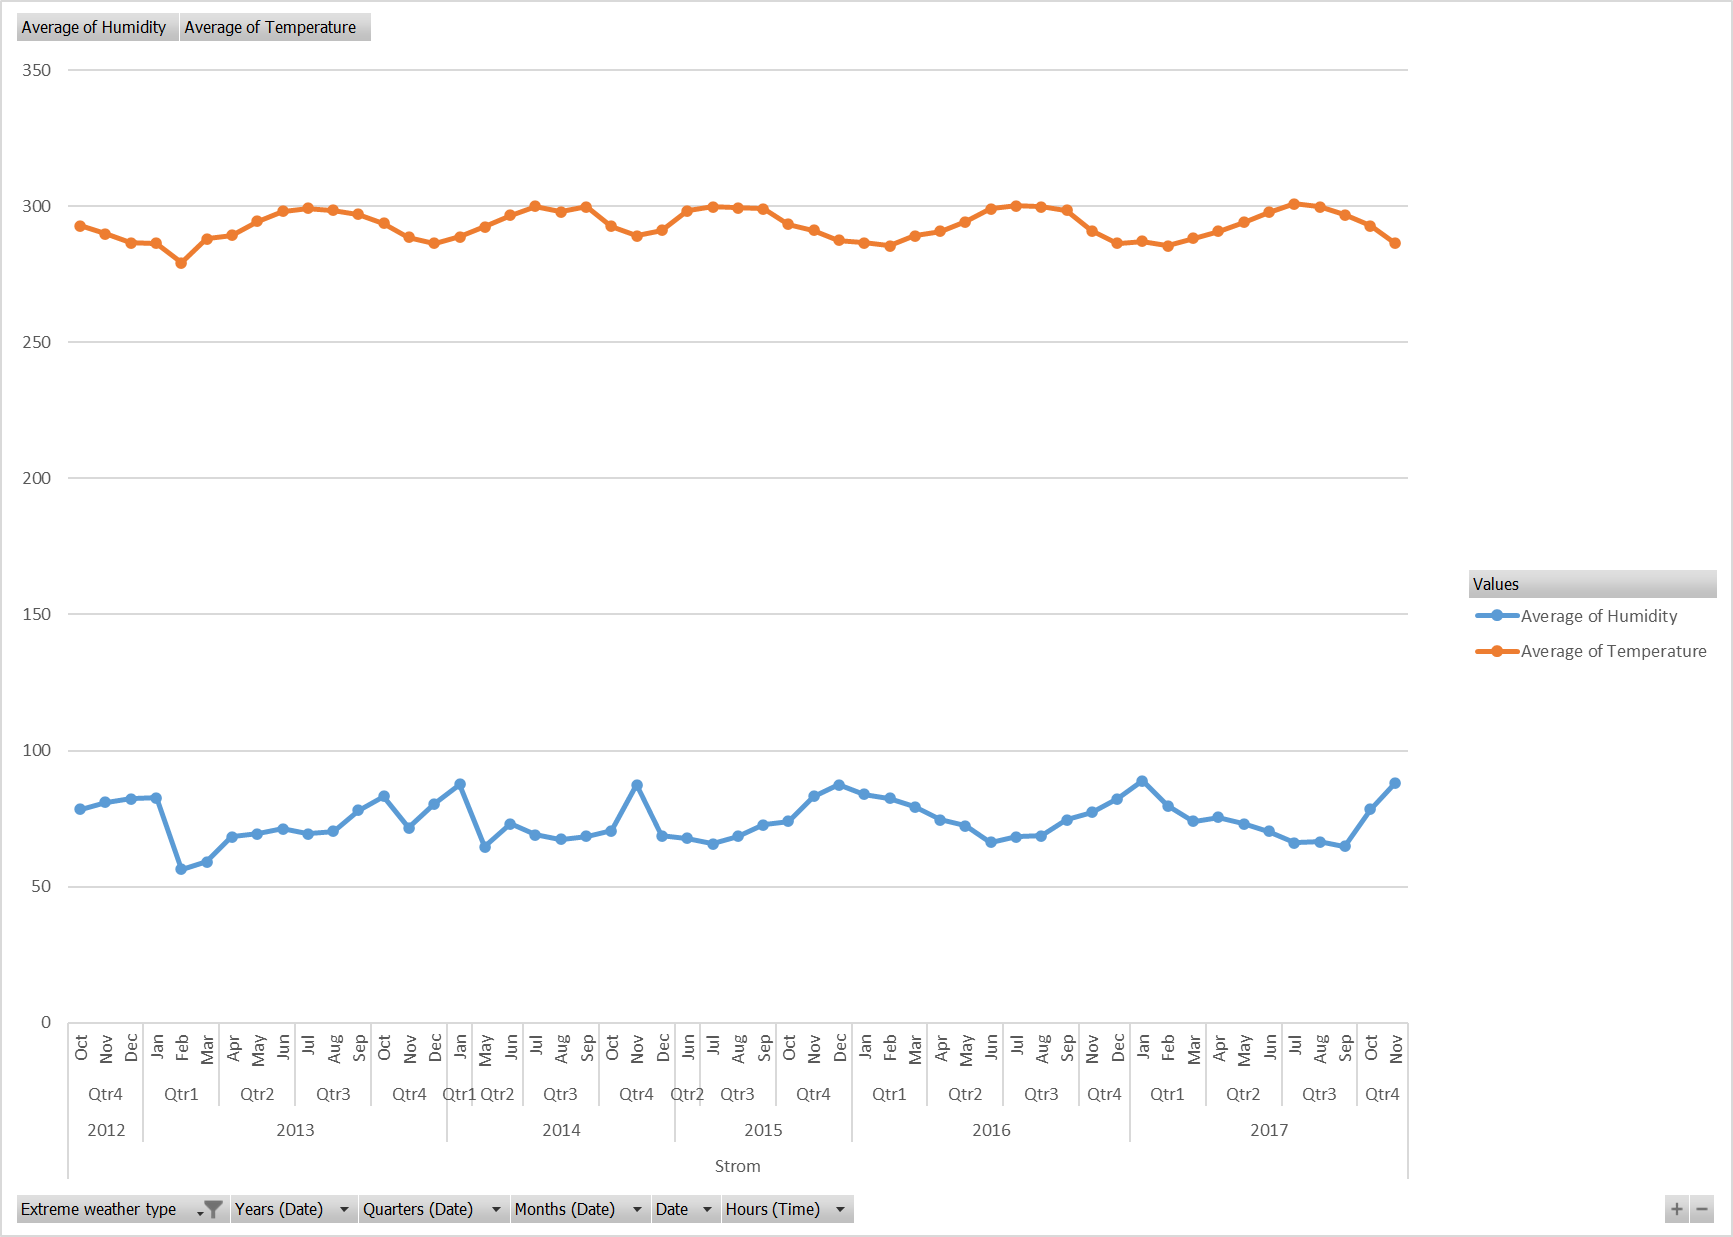 Average of Humidity Average of Temperature
350
300
250
200
150
100
50
0
Values
Average of Humidity
Average of Temperature
Oct Nov Dec Jan Feb Mar Apr May Jun Jul Aug Sep Oct Nov Dec Jan May Jun Jul Aug Sep Oct Nov Dec Jun Jul Aug Sep Oct Nov Dec Jan Feb Mar Apr May Jun Jul Aug Sep Nov Dec Jan Feb Mar Apr May Jun Jul Aug Sep Oct Nov
Qtr4 Qtr1 Qtr2 Qtr3 Qtr4 Qtr1 Qtr2 Qtr3 Qtr4 Qtr2 Qtr3 Qtr4 Qtr1 Qtr2 Qtr3 Qtr4 Qtr1 Qtr2 Qtr3 Qtr4
2012 2013 2014 2015 2016 2017
Strom
Extreme weather type Years (Date) Quarters (Date) Months (Date) Date Hours (Time) + −